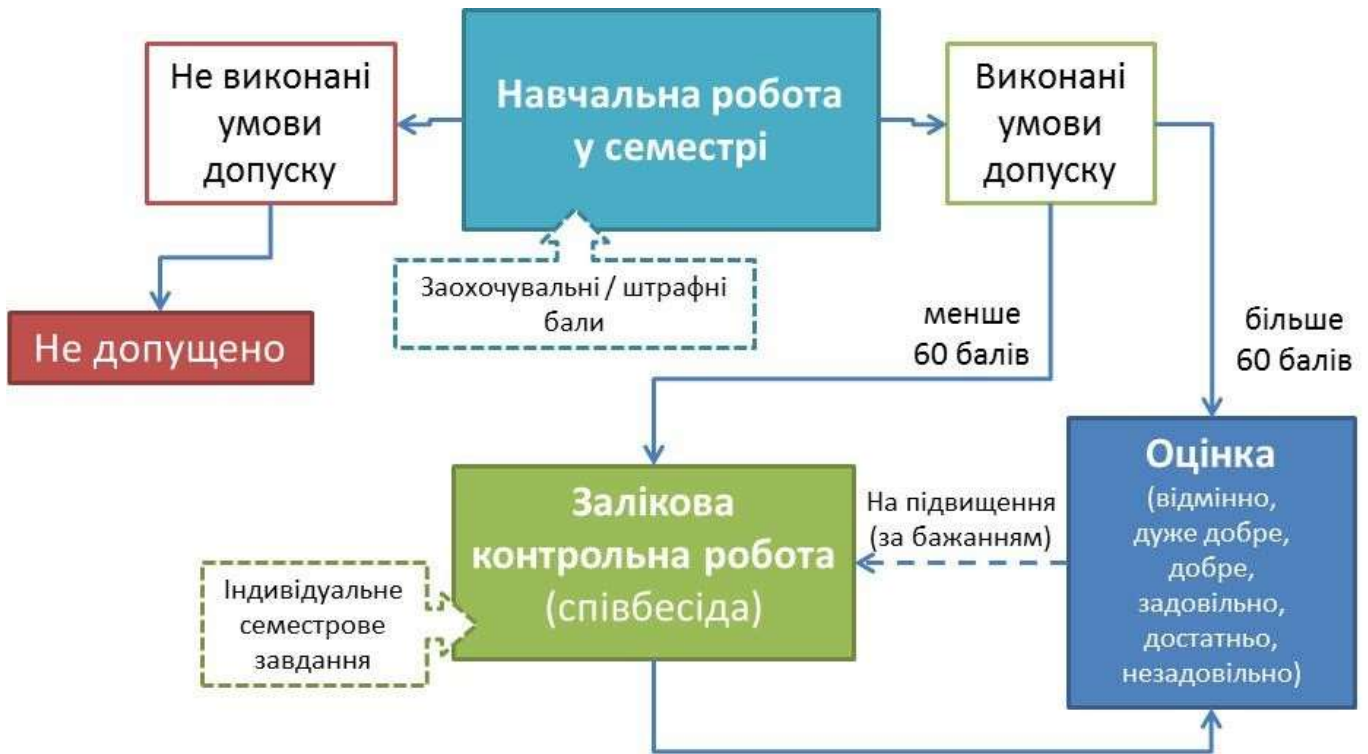 Не виконані
умови
допуску
Навчальна робота
у семестрі
Виконані
умови
допуску
Заохочувальні / штрафні
бали
Не допущено
менше
60 балів
більше
60 балів
Залікова
контрольна робота
(співбесіда)
На підвищення
(за бажанням)
Оцінка
(відмінно,
дуже добре,
добре,
задовільно,
достатньо,
незадовільно)
Індивідуальне
семестрове
завдання